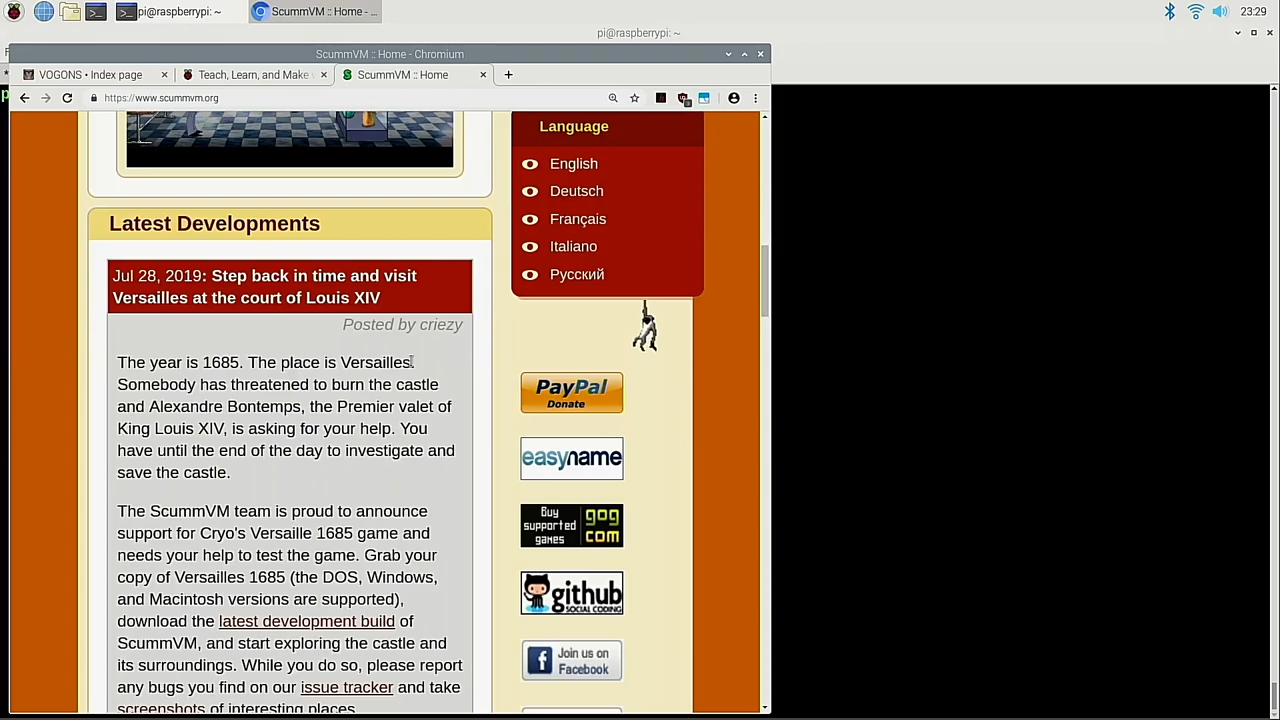 pi@raspberrypi: ~
ScummVM :: Home - ...
23:29
pi@raspberrypi: ~
ScummVM :: Home - Chromium
VOGONS • Index page
Teach, Learn, and Make
ScummVM :: Home
https://www.scummvm.org
Language
English
Deutsch
Français
Italiano
Русский
Latest Developments
Jul 28, 2019: Step back in time and visit
Versailles at the court of Louis XIV
Posted by criezy
The year is 1685. The place is Versailles.
Somebody has threatened to burn the castle
and Alexandre Bontemps, the Premier valet of
King Louis XIV, is asking for your help. You
have until the end of the day to investigate and
save the castle.
The ScummVM team is proud to announce
support for Cryo's Versaille 1685 game and
needs your help to test the game. Grab your
copy of Versailles 1685 (the DOS, Windows,
and Macintosh versions are supported),
download the latest development build of
ScummVM, and start exploring the castle and
its surroundings. While you do so, please report
any bugs you find on our issue tracker and take
screenshots of interesting places.
PayPal
Donate
easyname
Buy
supported
games
gog
com
github
SOCIAL CODING
Join us on
Facebook